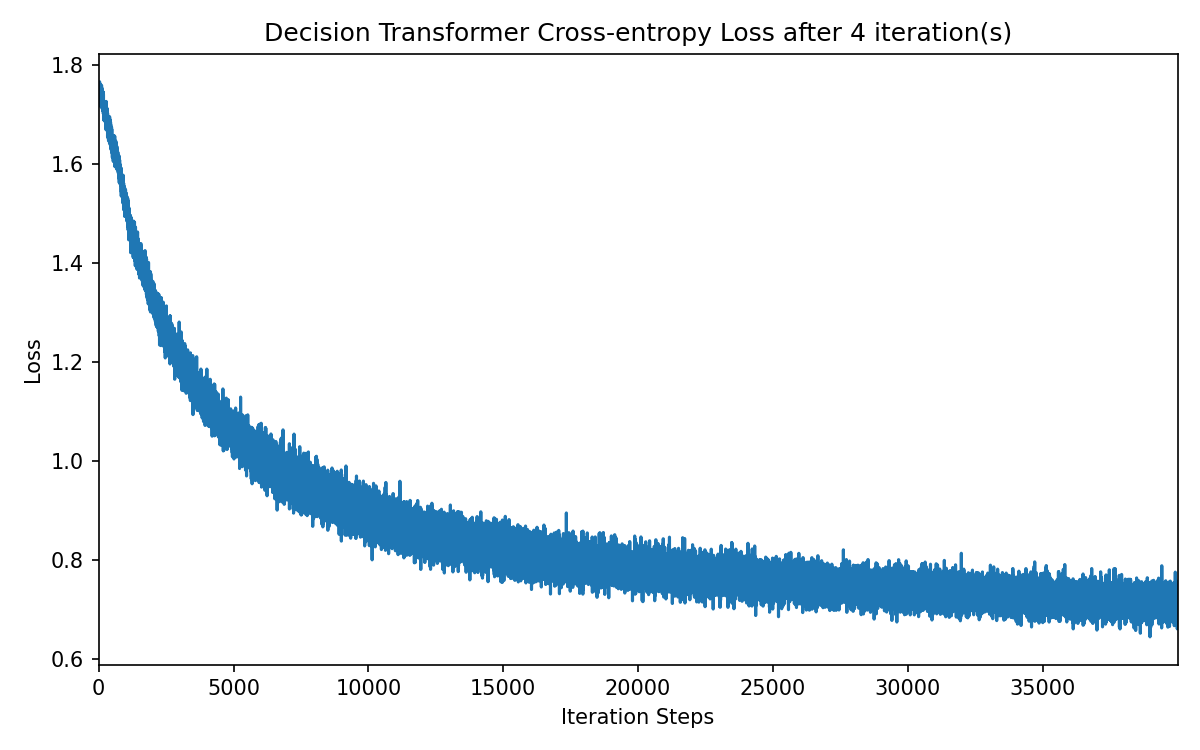 Decision Transformer Cross-entropy Loss after 4 iteration(s)
1.8
1.6
1.4
1.2
1.0
0.8
0.6
Loss
0 5000 10000 15000 20000 25000 30000 35000
Iteration Steps